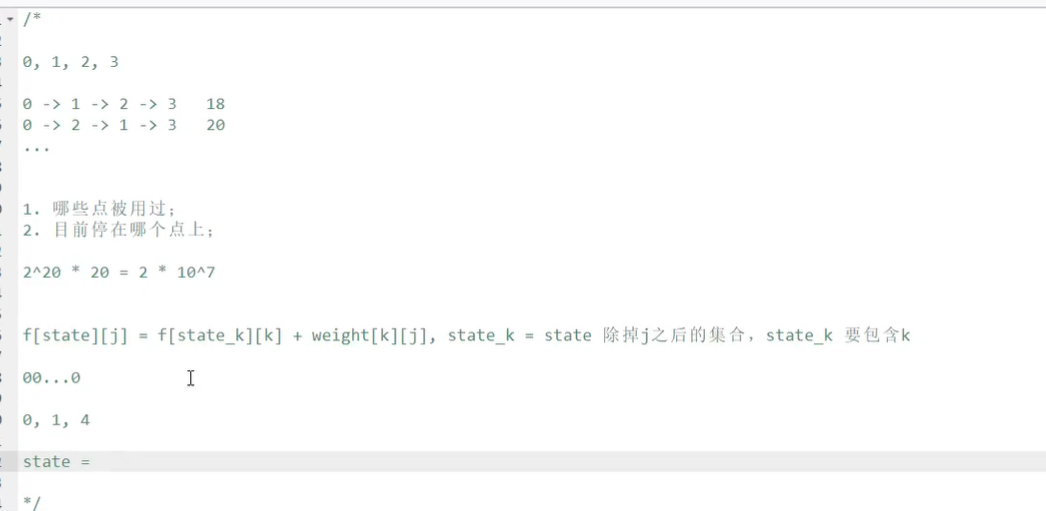 /*
0, 1, 2, 3
0 -> 1 -> 2 -> 3   18
0 -> 2 -> 1 -> 3   20
...
1. 哪些点被用过;
2. 目前停在哪个点上;
2^20 * 20 = 2 * 10^7
f[state][j] = f[state_k][k] + weight[k][j], state_k = state 除掉j之后的集合，state_k 要包含k
00...0
0, 1, 4
state =
*/